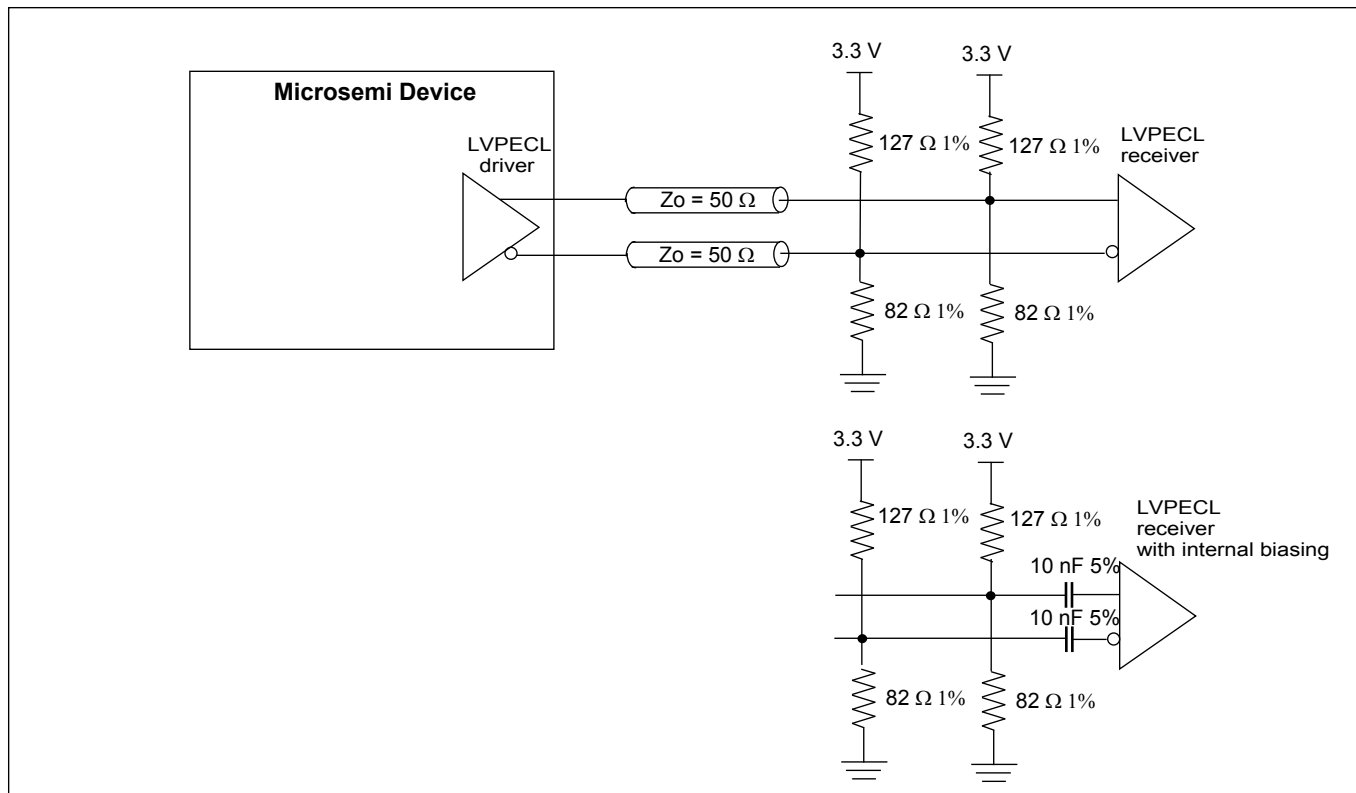 3.3 V
3.3 V
Microsemi Device
LVPECL
driver
127 Ω 1%
127 Ω 1%
LVPECL
receiver
Zo = 50 Ω
Zo = 50 Ω
82 Ω 1%
82 Ω 1%
3.3 V
3.3 V
127 Ω 1%
127 Ω 1%
LVPECL
receiver
with internal biasing
10 nF 5%
10 nF 5%
82 Ω 1%
82 Ω 1%